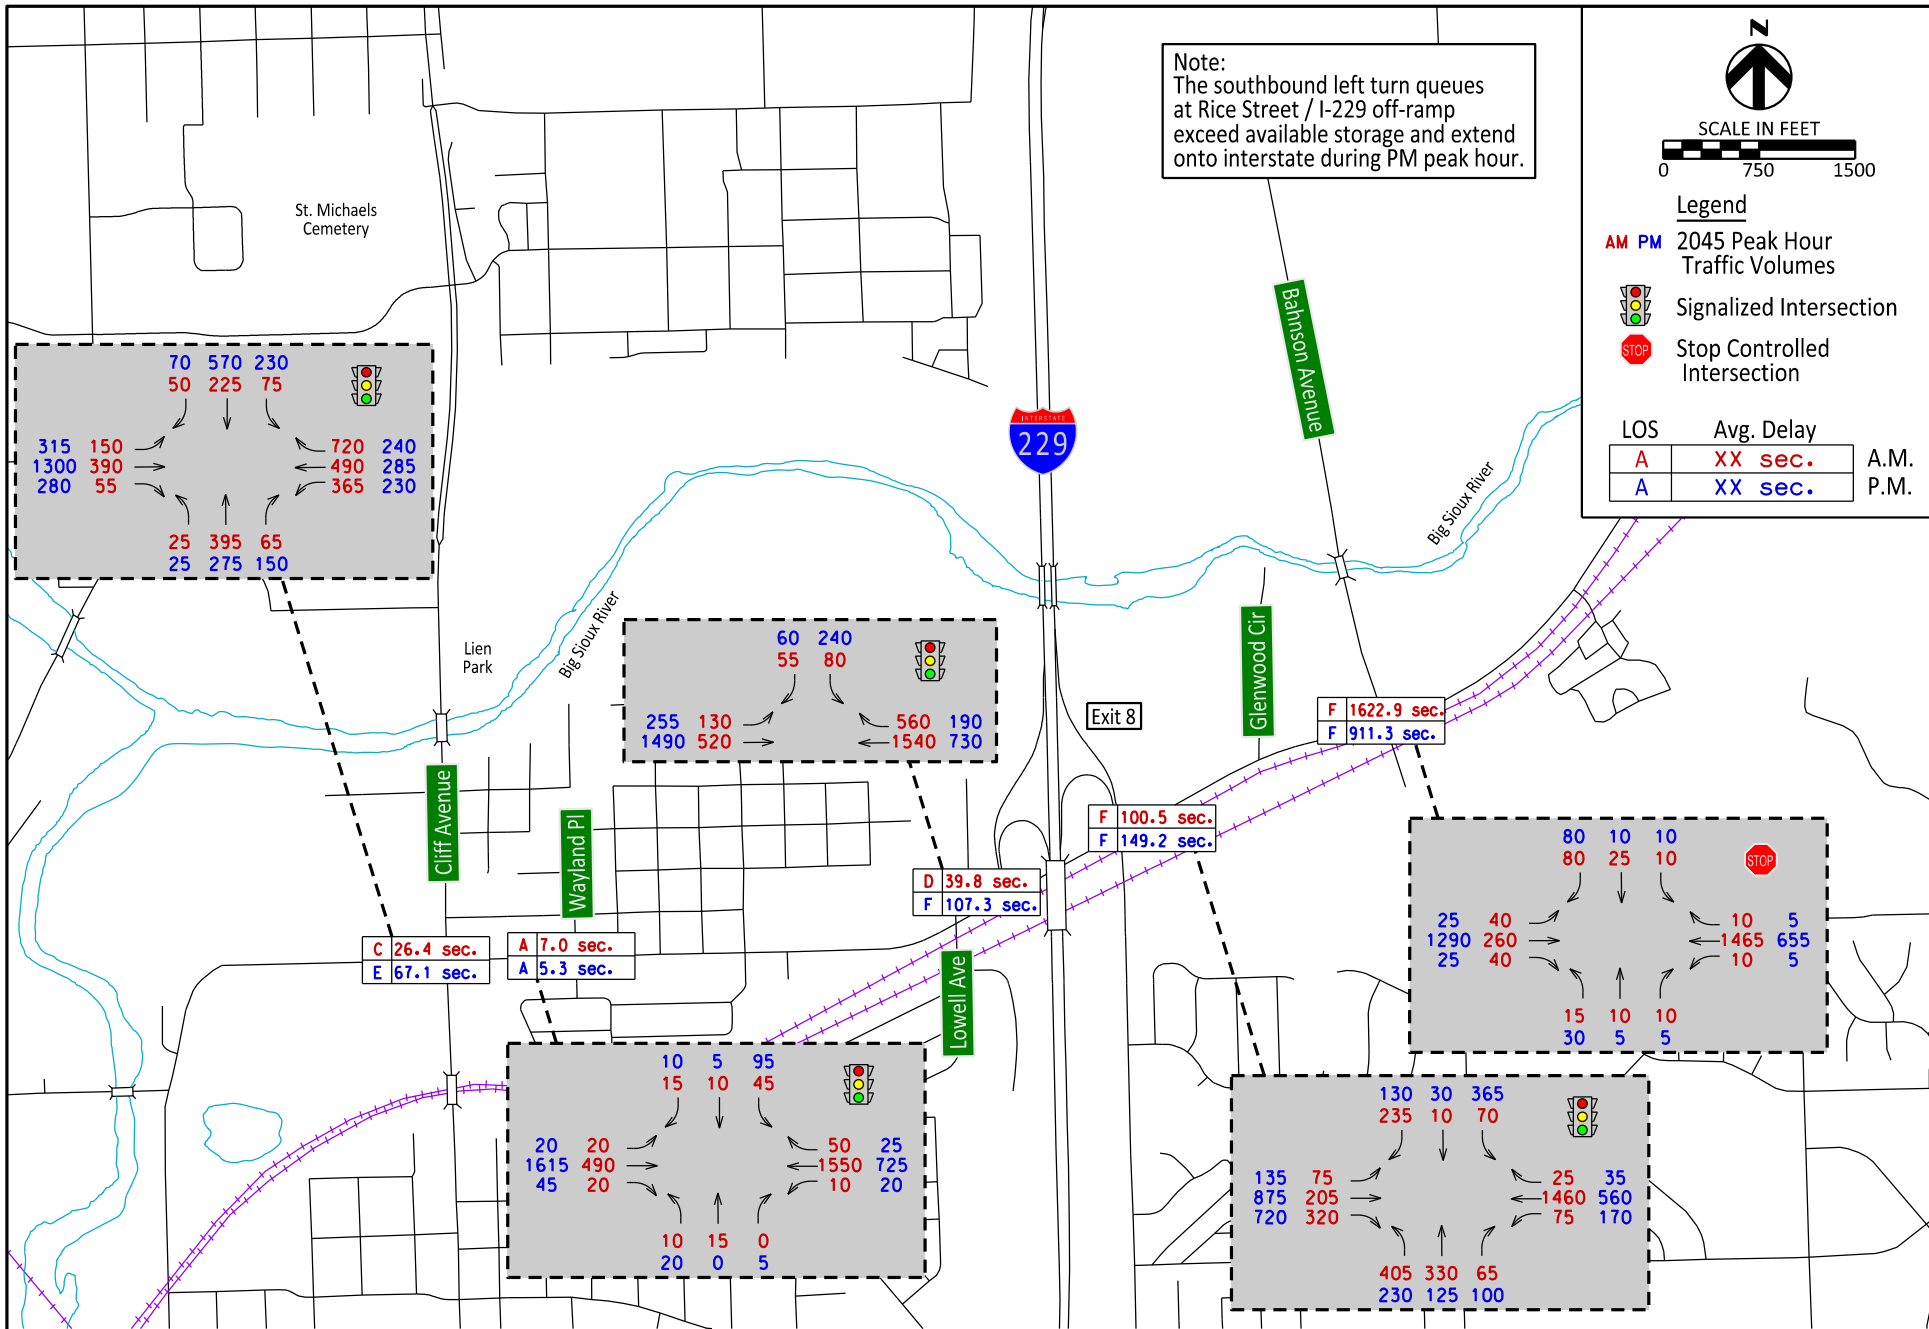 Note:
The southbound left turn queues
at Rice Street / I-229 off-ramp
exceed available storage and extend
onto interstate during PM peak hour.
N
SCALE IN FEET
0 750 1500
Legend
AM PM 2045 Peak Hour
Traffic Volumes
Signalized Intersection
STOP Stop Controlled
Intersection
LOS Avg. Delay
A XX sec. A.M.
A XX sec. P.M.
St. Michaels
Cemetery
Bahnson Avenue
INTERSTATE
229
Big Sioux River
70 570 230
50 225 75
315 150 720 240
1300 390 490 285
280 55 365 230
25 395 65
25 275 150
Lien
Park
Big Sioux River
60 240
55 80
255 130 560 190
1490 520 1540 730
Exit 8
Glenwood Cir
F 1622.9 sec.
F 911.3 sec.
Cliff Avenue
Wayland Pl
F 100.5 sec.
F 149.2 sec.
D 39.8 sec.
F 107.3 sec.
C 26.4 sec.
E 67.1 sec.
A 7.0 sec.
A 5.3 sec.
Lowell Ave
80 10 10
80 25 10
STOP
25 40 10 5
1290 260 1465 655
25 40 10 5
15 10 10
30 5 5
10 5 95
15 10 45
20 20 50 25
1615 490 1550 725
45 20 10 20
10 15 0
20 0 5
130 30 365
235 10 70
135 75 25 35
875 205 1460 560
720 320 75 170
405 330 65
230 125 100